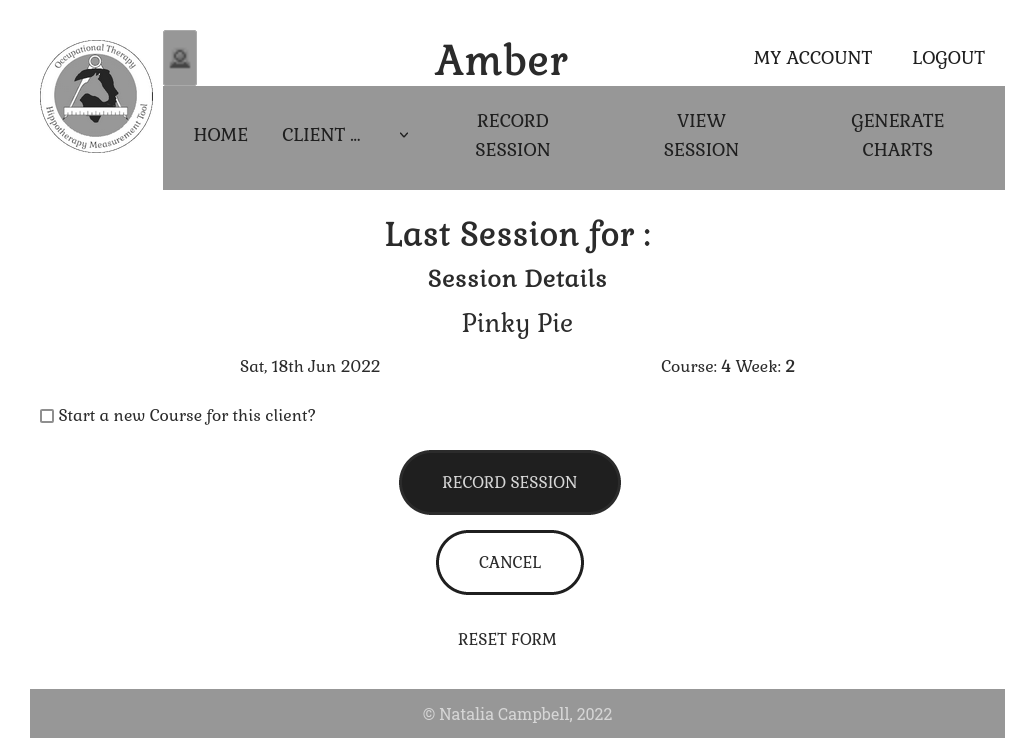 Occupational Therapy
Hippotherapy Measurement Tool
Amber
MY ACCOUNT LOGOUT
HOME CLIENT ... RECORD SESSION VIEW SESSION GENERATE CHARTS
Last Session for :
Session Details
Pinky Pie
Sat, 18th Jun 2022 Course: 4 Week: 2
Start a new Course for this client?
RECORD SESSION
CANCEL
RESET FORM
© Natalia Campbell, 2022